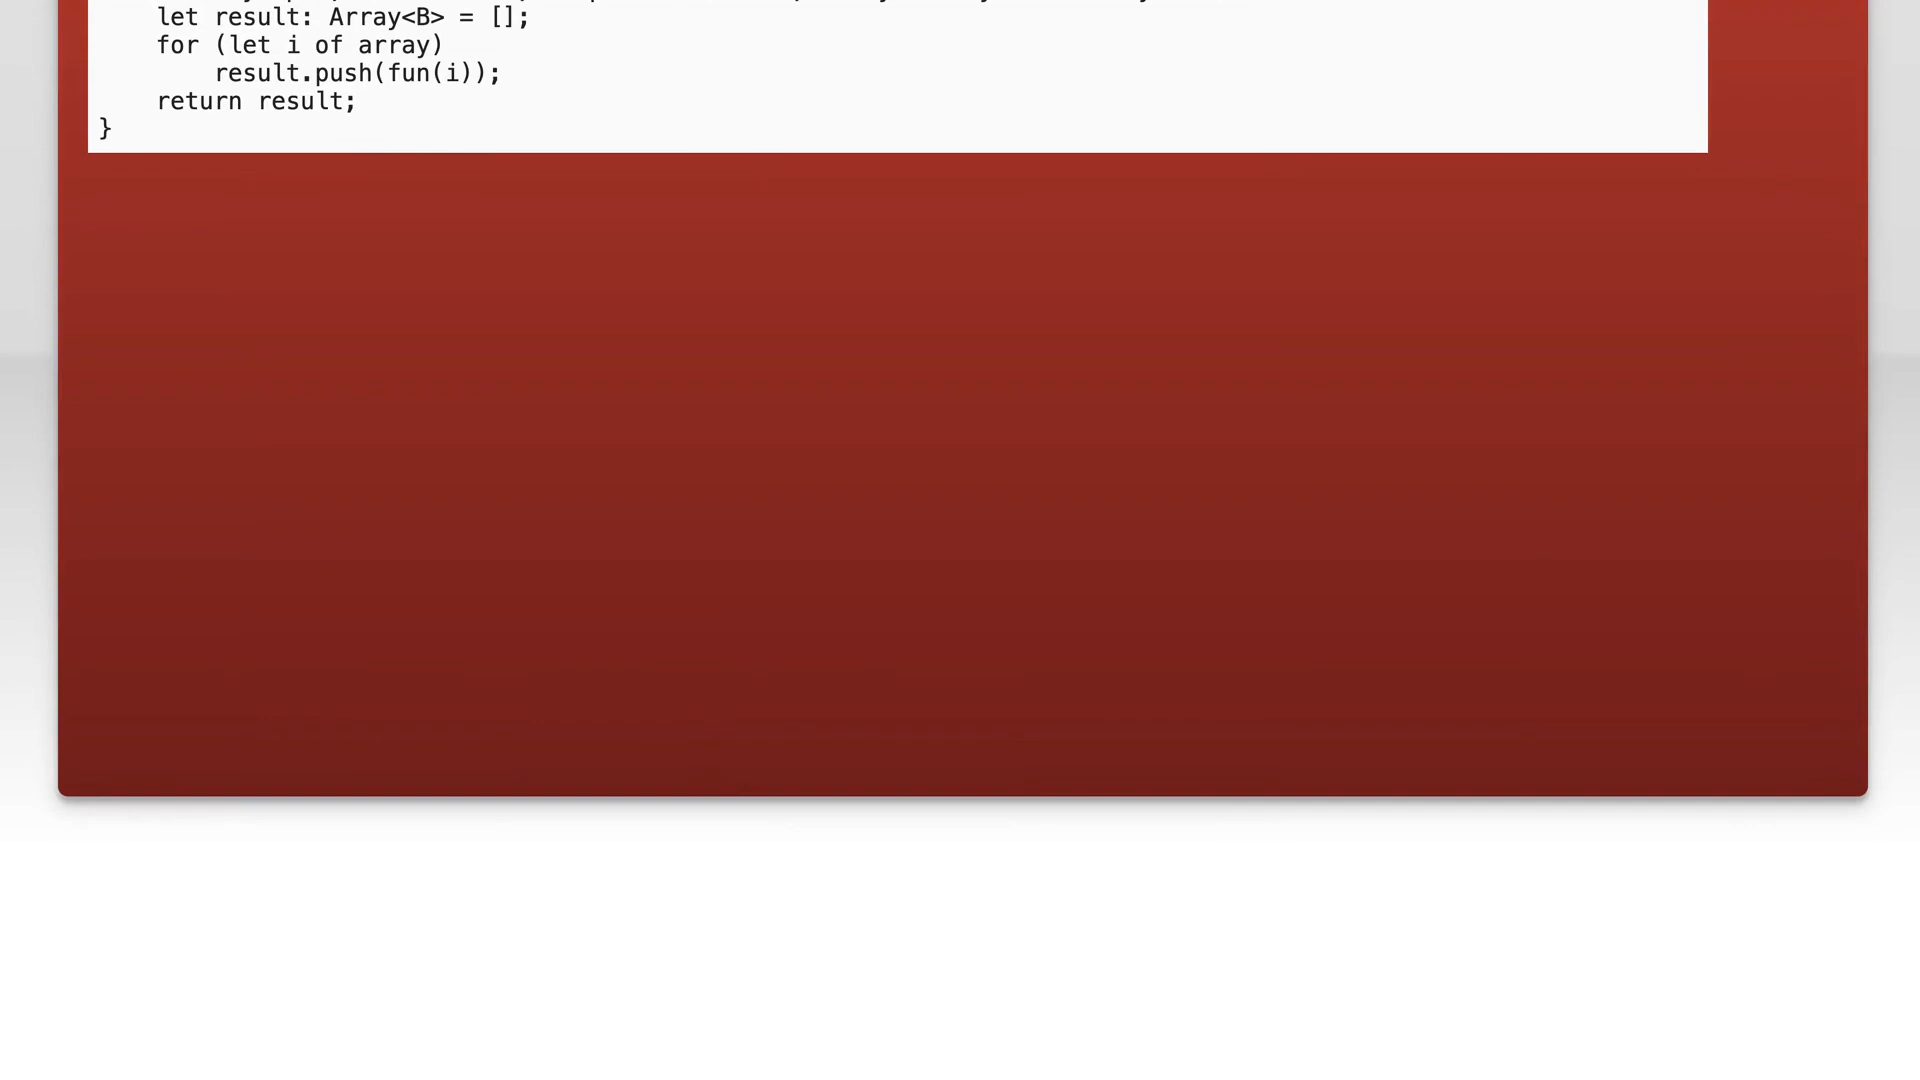 let result: Array<B> = [];
for (let i of array)
result.push(fun(i));
return result;
}